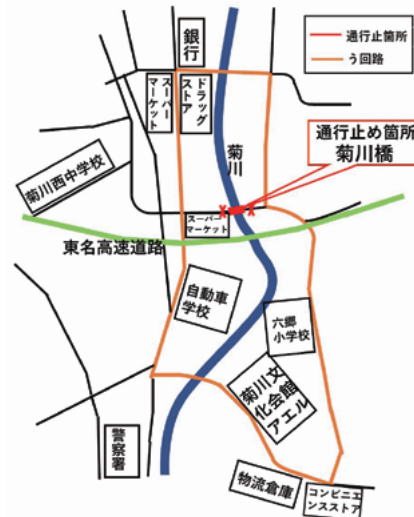 銀行
通行止箇所
う回路
スーパー
マーケット
ドラッグ
ストア
菊川
通行止め箇所
菊川橋
菊川西中学校
スーパー
マーケット
東名高速道路
自動車
学校
六郷
小学校
菊川文
化会館
アエル
警察署
物流倉庫
コンビニエ
ンスストア